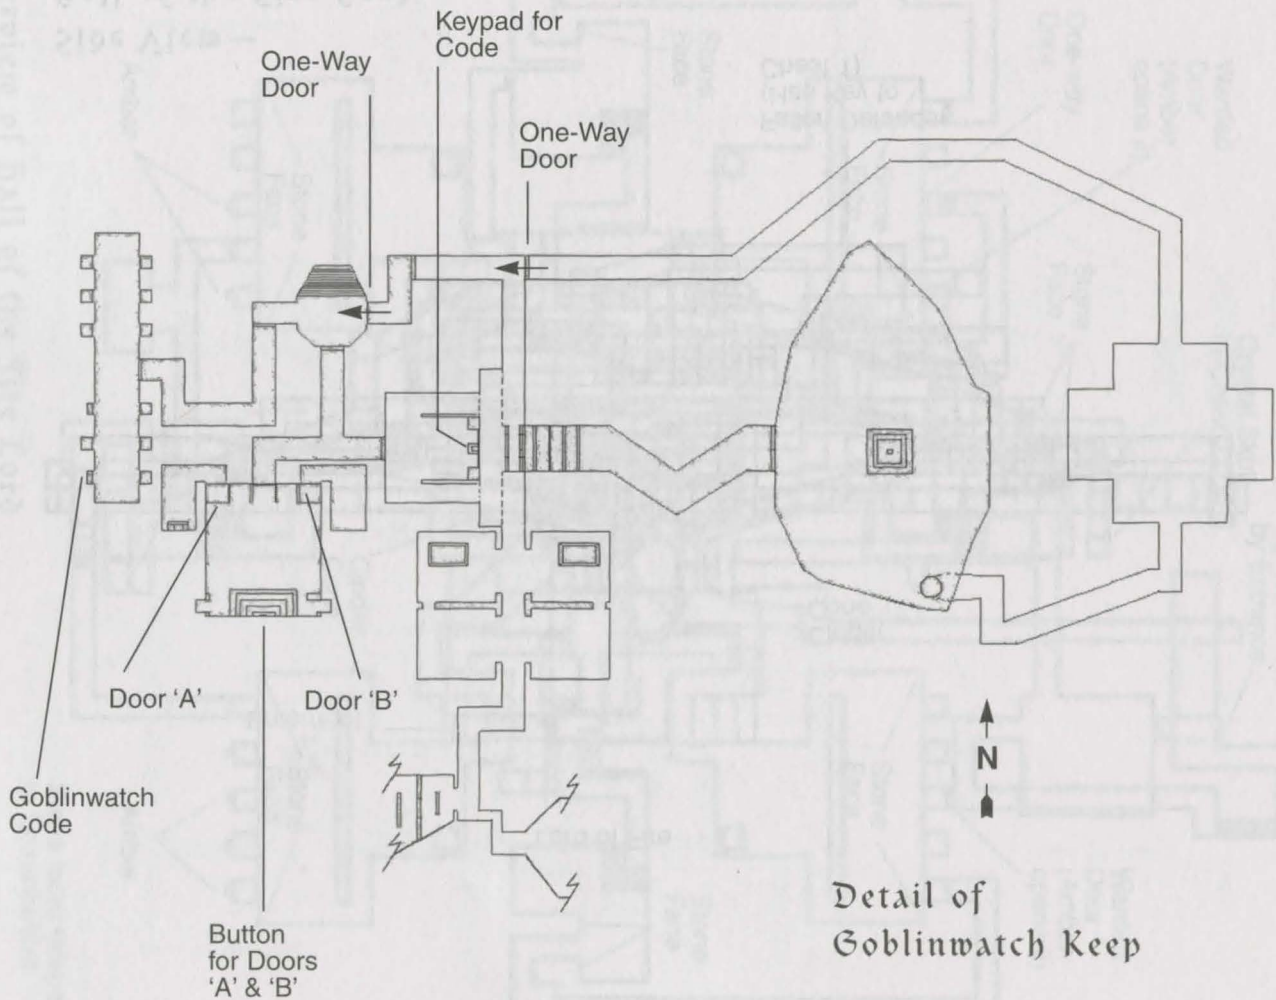 Keypad for
Code
One-Way
Door
One-Way
Door
Door ‘A’
Door ‘B’
N
Goblinwatch
Code
Button
for Doors
‘A’ & ‘B’
Detail of
Goblinwatch Keep